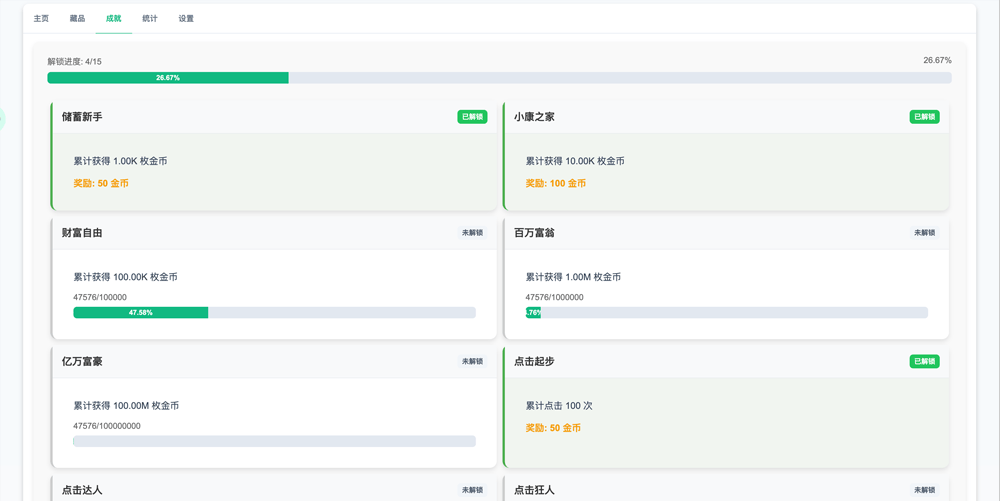 主页 藏品 成就 统计 设置
解锁进度: 4/15 26.67%
26.67%
储蓄新手 已解锁
累计获得 1.00K 枚金币
奖励: 50 金币
小康之家 已解锁
累计获得 10.00K 枚金币
奖励: 100 金币
财富自由 未解锁
累计获得 100.00K 枚金币
47576/100000
47.58%
百万富翁 未解锁
累计获得 1.00M 枚金币
47576/1000000
.76%
亿万富豪 未解锁
累计获得 100.00M 枚金币
47576/100000000
点击起步 已解锁
累计点击 100 次
奖励: 50 金币
点击达人 未解锁
点击狂人 未解锁